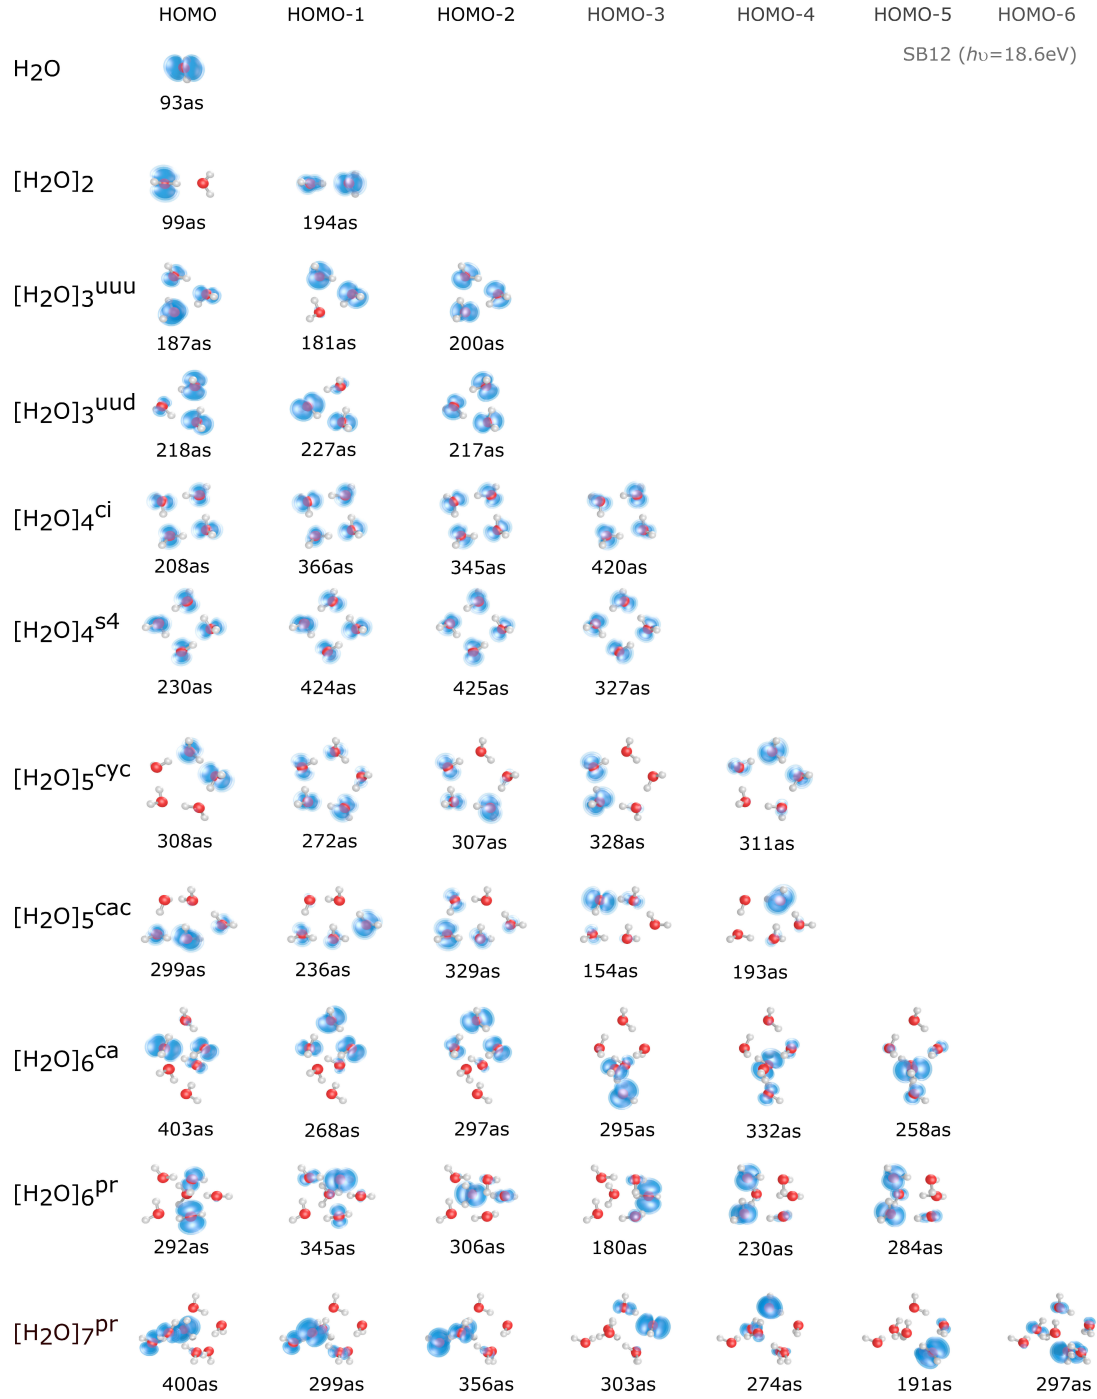 HOMO HOMO-1 HOMO-2 HOMO-3 HOMO-4 HOMO-5 HOMO-6
SB12 (hυ=18.6eV)
H2O
93as
[H2O]2
99as 194as
[H2O]3uuu
187as 181as 200as
[H2O]3uud
218as 227as 217as
[H2O]4ci
208as 366as 345as 420as
[H2O]4s4
230as 424as 425as 327as
[H2O]5cyc
308as 272as 307as 328as 311as
[H2O]5cac
299as 236as 329as 154as 193as
[H2O]6ca
403as 268as 297as 295as 332as 258as
[H2O]6pr
292as 345as 306as 180as 230as 284as
[H2O]7pr
400as 299as 356as 303as 274as 191as 297as